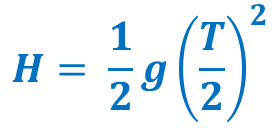 H = 1/2 g (T/2)²